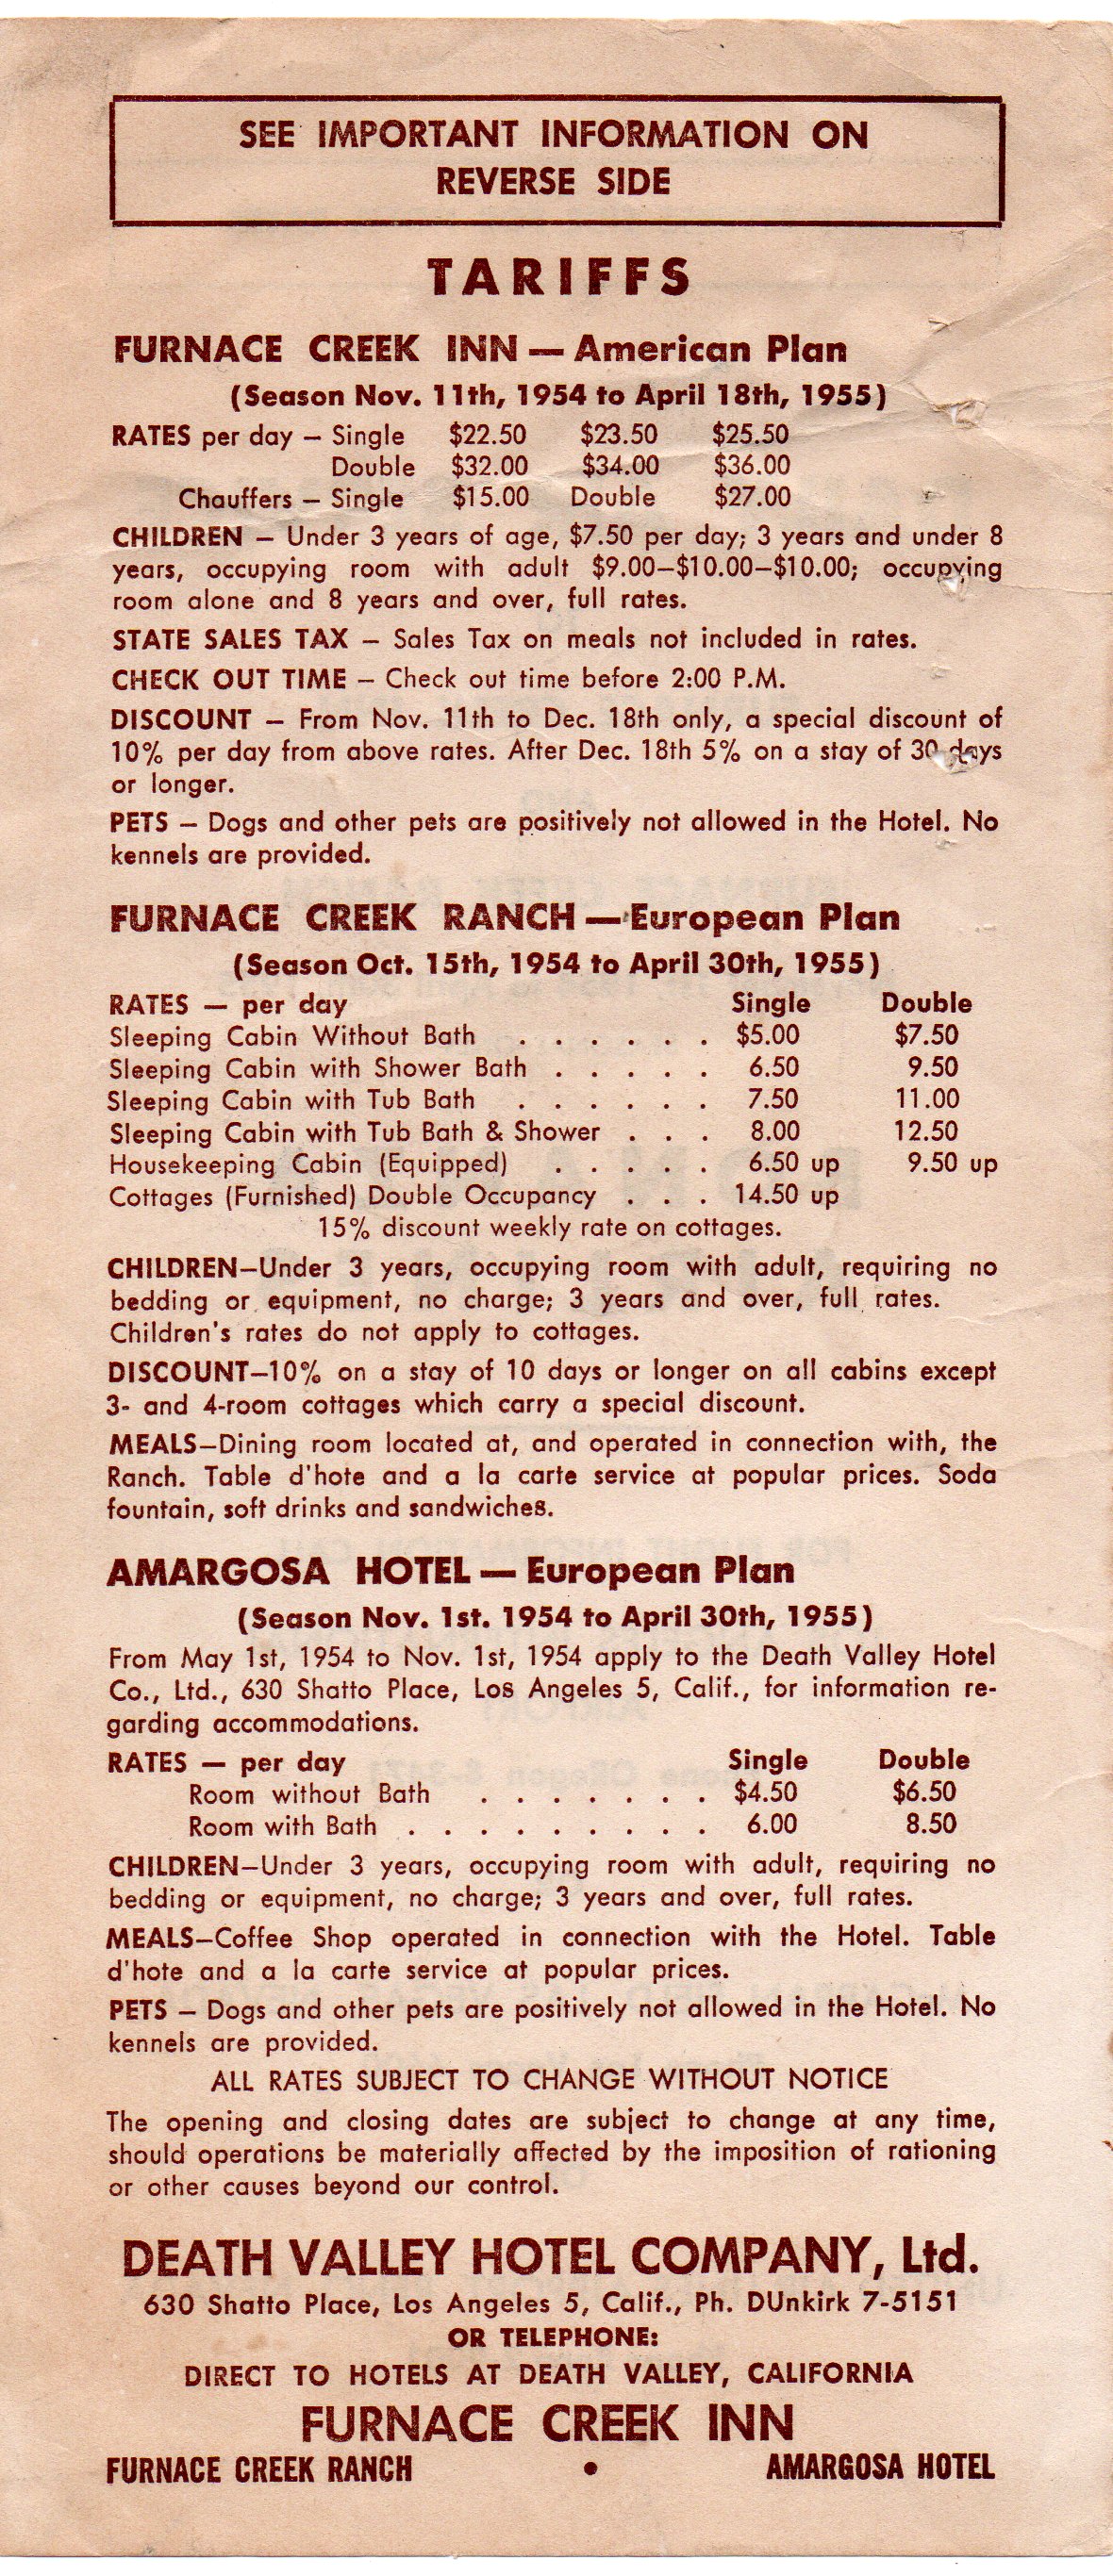 SEE IMPORTANT INFORMATION ON
REVERSE SIDE
TARIFFS
FURNACE CREEK INN — American Plan
(Season Nov. 11th, 1954 to April 18th, 1955)
RATES per day – Single $22.50 $23.50 $25.50
Double $32.00 $34.00 $36.00
Chauffers – Single $15.00 Double $27.00
CHILDREN – Under 3 years of age, $7.50 per day; 3 years and under 8
years, occupying room with adult $9.00–$10.00–$10.00; occupying
room alone and 8 years and over, full rates.
STATE SALES TAX – Sales Tax on meals not included in rates.
CHECK OUT TIME – Check out time before 2:00 P.M.
DISCOUNT – From Nov. 11th to Dec. 18th only, a special discount of
10% per day from above rates. After Dec. 18th 5% on a stay of 30 days
or longer.
PETS – Dogs and other pets are positively not allowed in the Hotel. No
kennels are provided.
FURNACE CREEK RANCH — European Plan
(Season Oct. 15th, 1954 to April 30th, 1955)
RATES — per day Single Double
Sleeping Cabin Without Bath . . . . . . $5.00 $7.50
Sleeping Cabin with Shower Bath . . . . . 6.50 9.50
Sleeping Cabin with Tub Bath . . . . . . 7.50 11.00
Sleeping Cabin with Tub Bath & Shower . . . 8.00 12.50
Housekeeping Cabin (Equipped) . . . . . 6.50 up 9.50 up
Cottages (Furnished) Double Occupancy . . . 14.50 up
15% discount weekly rate on cottages.
CHILDREN–Under 3 years, occupying room with adult, requiring no
bedding or equipment, no charge; 3 years and over, full rates.
Children's rates do not apply to cottages.
DISCOUNT–10% on a stay of 10 days or longer on all cabins except
3- and 4-room cottages which carry a special discount.
MEALS–Dining room located at, and operated in connection with, the
Ranch. Table d'hote and a la carte service at popular prices. Soda
fountain, soft drinks and sandwiches.
AMARGOSA HOTEL — European Plan
(Season Nov. 1st. 1954 to April 30th, 1955)
From May 1st, 1954 to Nov. 1st, 1954 apply to the Death Valley Hotel
Co., Ltd., 630 Shatto Place, Los Angeles 5, Calif., for information re-
garding accommodations.
RATES — per day Single Double
Room without Bath . . . . . . . $4.50 $6.50
Room with Bath . . . . . . . . . 6.00 8.50
CHILDREN–Under 3 years, occupying room with adult, requiring no
bedding or equipment, no charge; 3 years and over, full rates.
MEALS–Coffee Shop operated in connection with the Hotel. Table
d'hote and a la carte service at popular prices.
PETS – Dogs and other pets are positively not allowed in the Hotel. No
kennels are provided.
ALL RATES SUBJECT TO CHANGE WITHOUT NOTICE
The opening and closing dates are subject to change at any time,
should operations be materially affected by the imposition of rationing
or other causes beyond our control.
DEATH VALLEY HOTEL COMPANY, Ltd.
630 Shatto Place, Los Angeles 5, Calif., Ph. DUnkirk 7-5151
OR TELEPHONE:
DIRECT TO HOTELS AT DEATH VALLEY, CALIFORNIA
FURNACE CREEK INN
FURNACE CREEK RANCH • AMARGOSA HOTEL